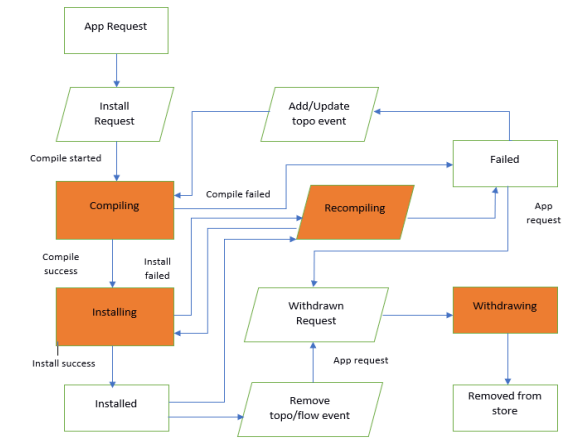 App Request
Install
Request
Add/Update
topo event
Compile started
Failed
Compiling
Compile failed
Recompiling
App
request
Compile
success
Install
failed
Installing
Withdrawn
Request
Withdrawing
Install success
App request
Installed
Remove
topo/flow event
Removed from
store